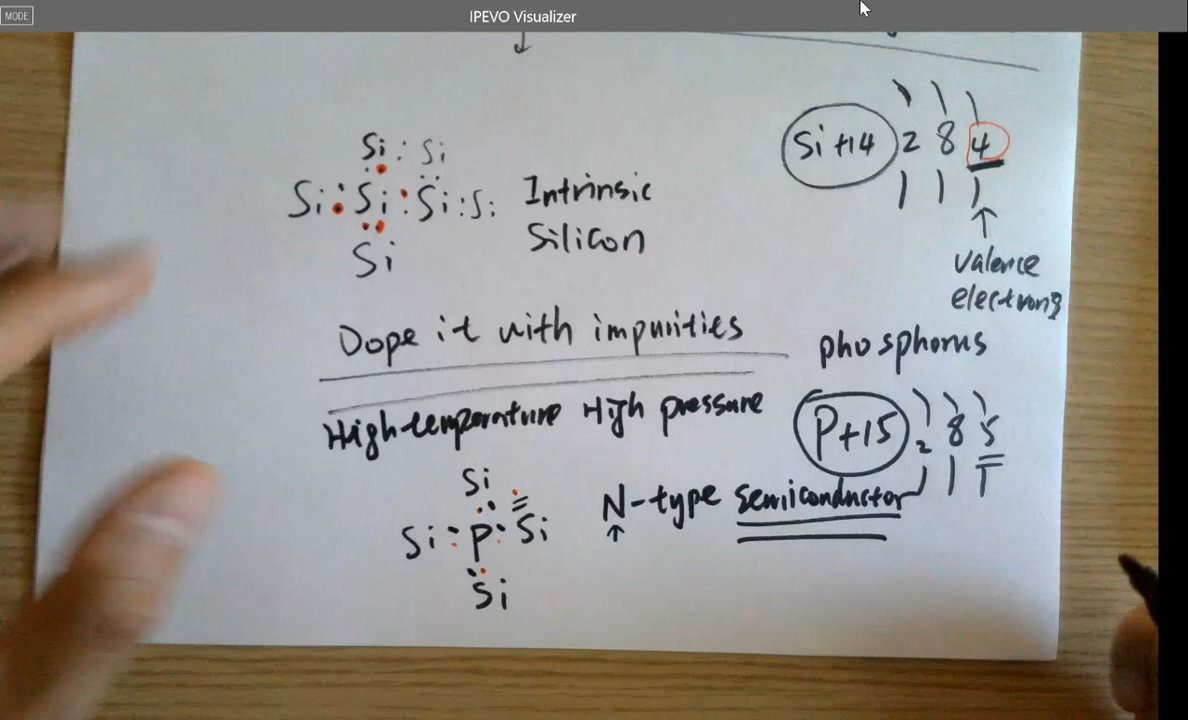 MODE
IPEVO Visualizer
Si : Si
Si : Si : Si : Si
Si
Intrinsic
Silicon
Si +14 2 8 4
valence
electrons
Dope it with impurities
High-temperature High pressure
phosphorus
P+15 2 8 5
Si
Si : P : Si
Si
N-type semiconductor